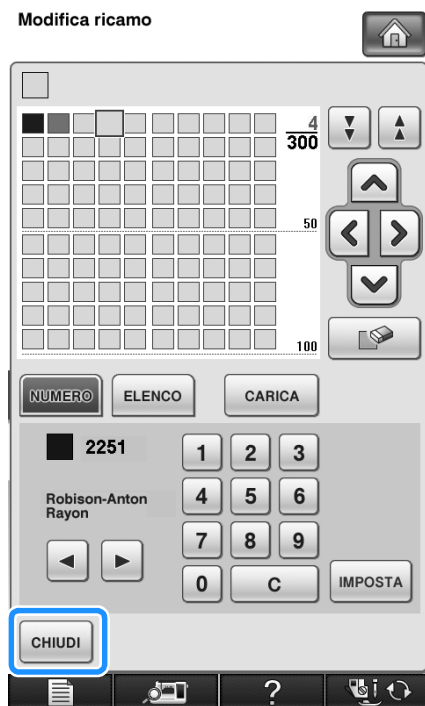 Modifica ricamo
4
300
50
100
NUMERO ELENCO CARICA
2251
Robison-Anton
Rayon
1 2 3
4 5 6
7 8 9
0 C IMPOSTA
CHIUDI
?